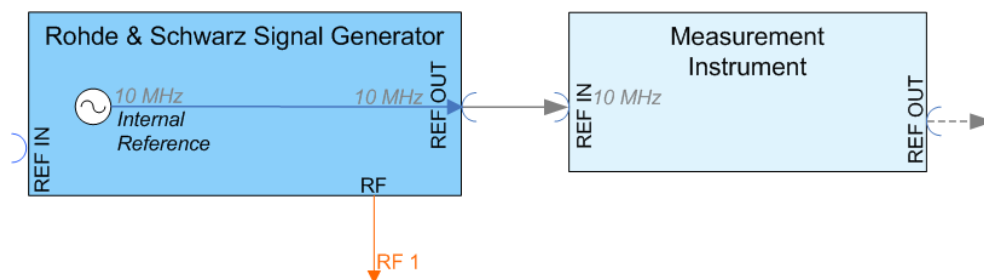 Rohde & Schwarz Signal Generator
10 MHz
Internal
Reference
10 MHz
REF OUT
REF IN
RF
RF 1
Measurement
Instrument
REF IN
10 MHz
REF OUT